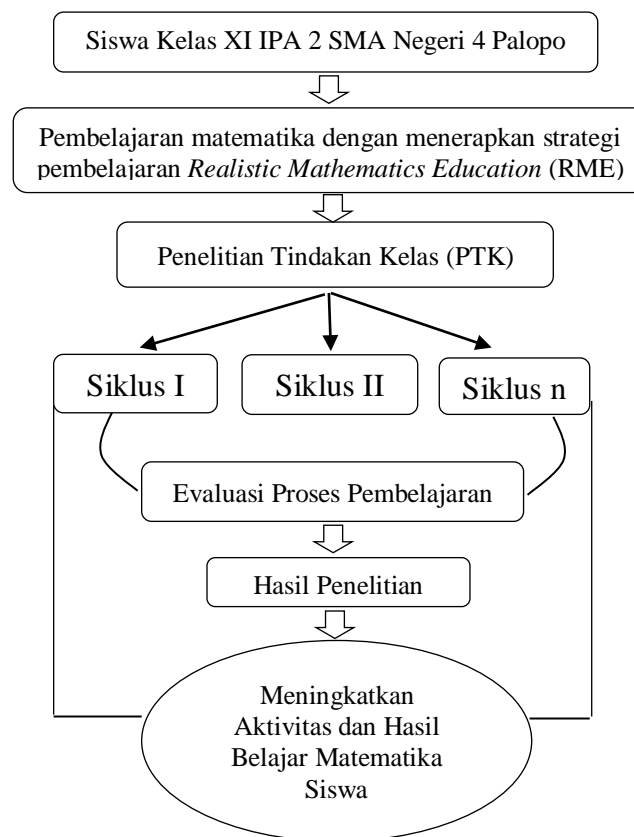 Siswa Kelas XI IPA 2 SMA Negeri 4 Palopo
Pembelajaran matematika dengan menerapkan strategi
pembelajaran Realistic Mathematics Education (RME)
Penelitian Tindakan Kelas (PTK)
Siklus I
Siklus II
Siklus n
Evaluasi Proses Pembelajaran
Hasil Penelitian
Meningkatkan
Aktivitas dan Hasil
Belajar Matematika
Siswa